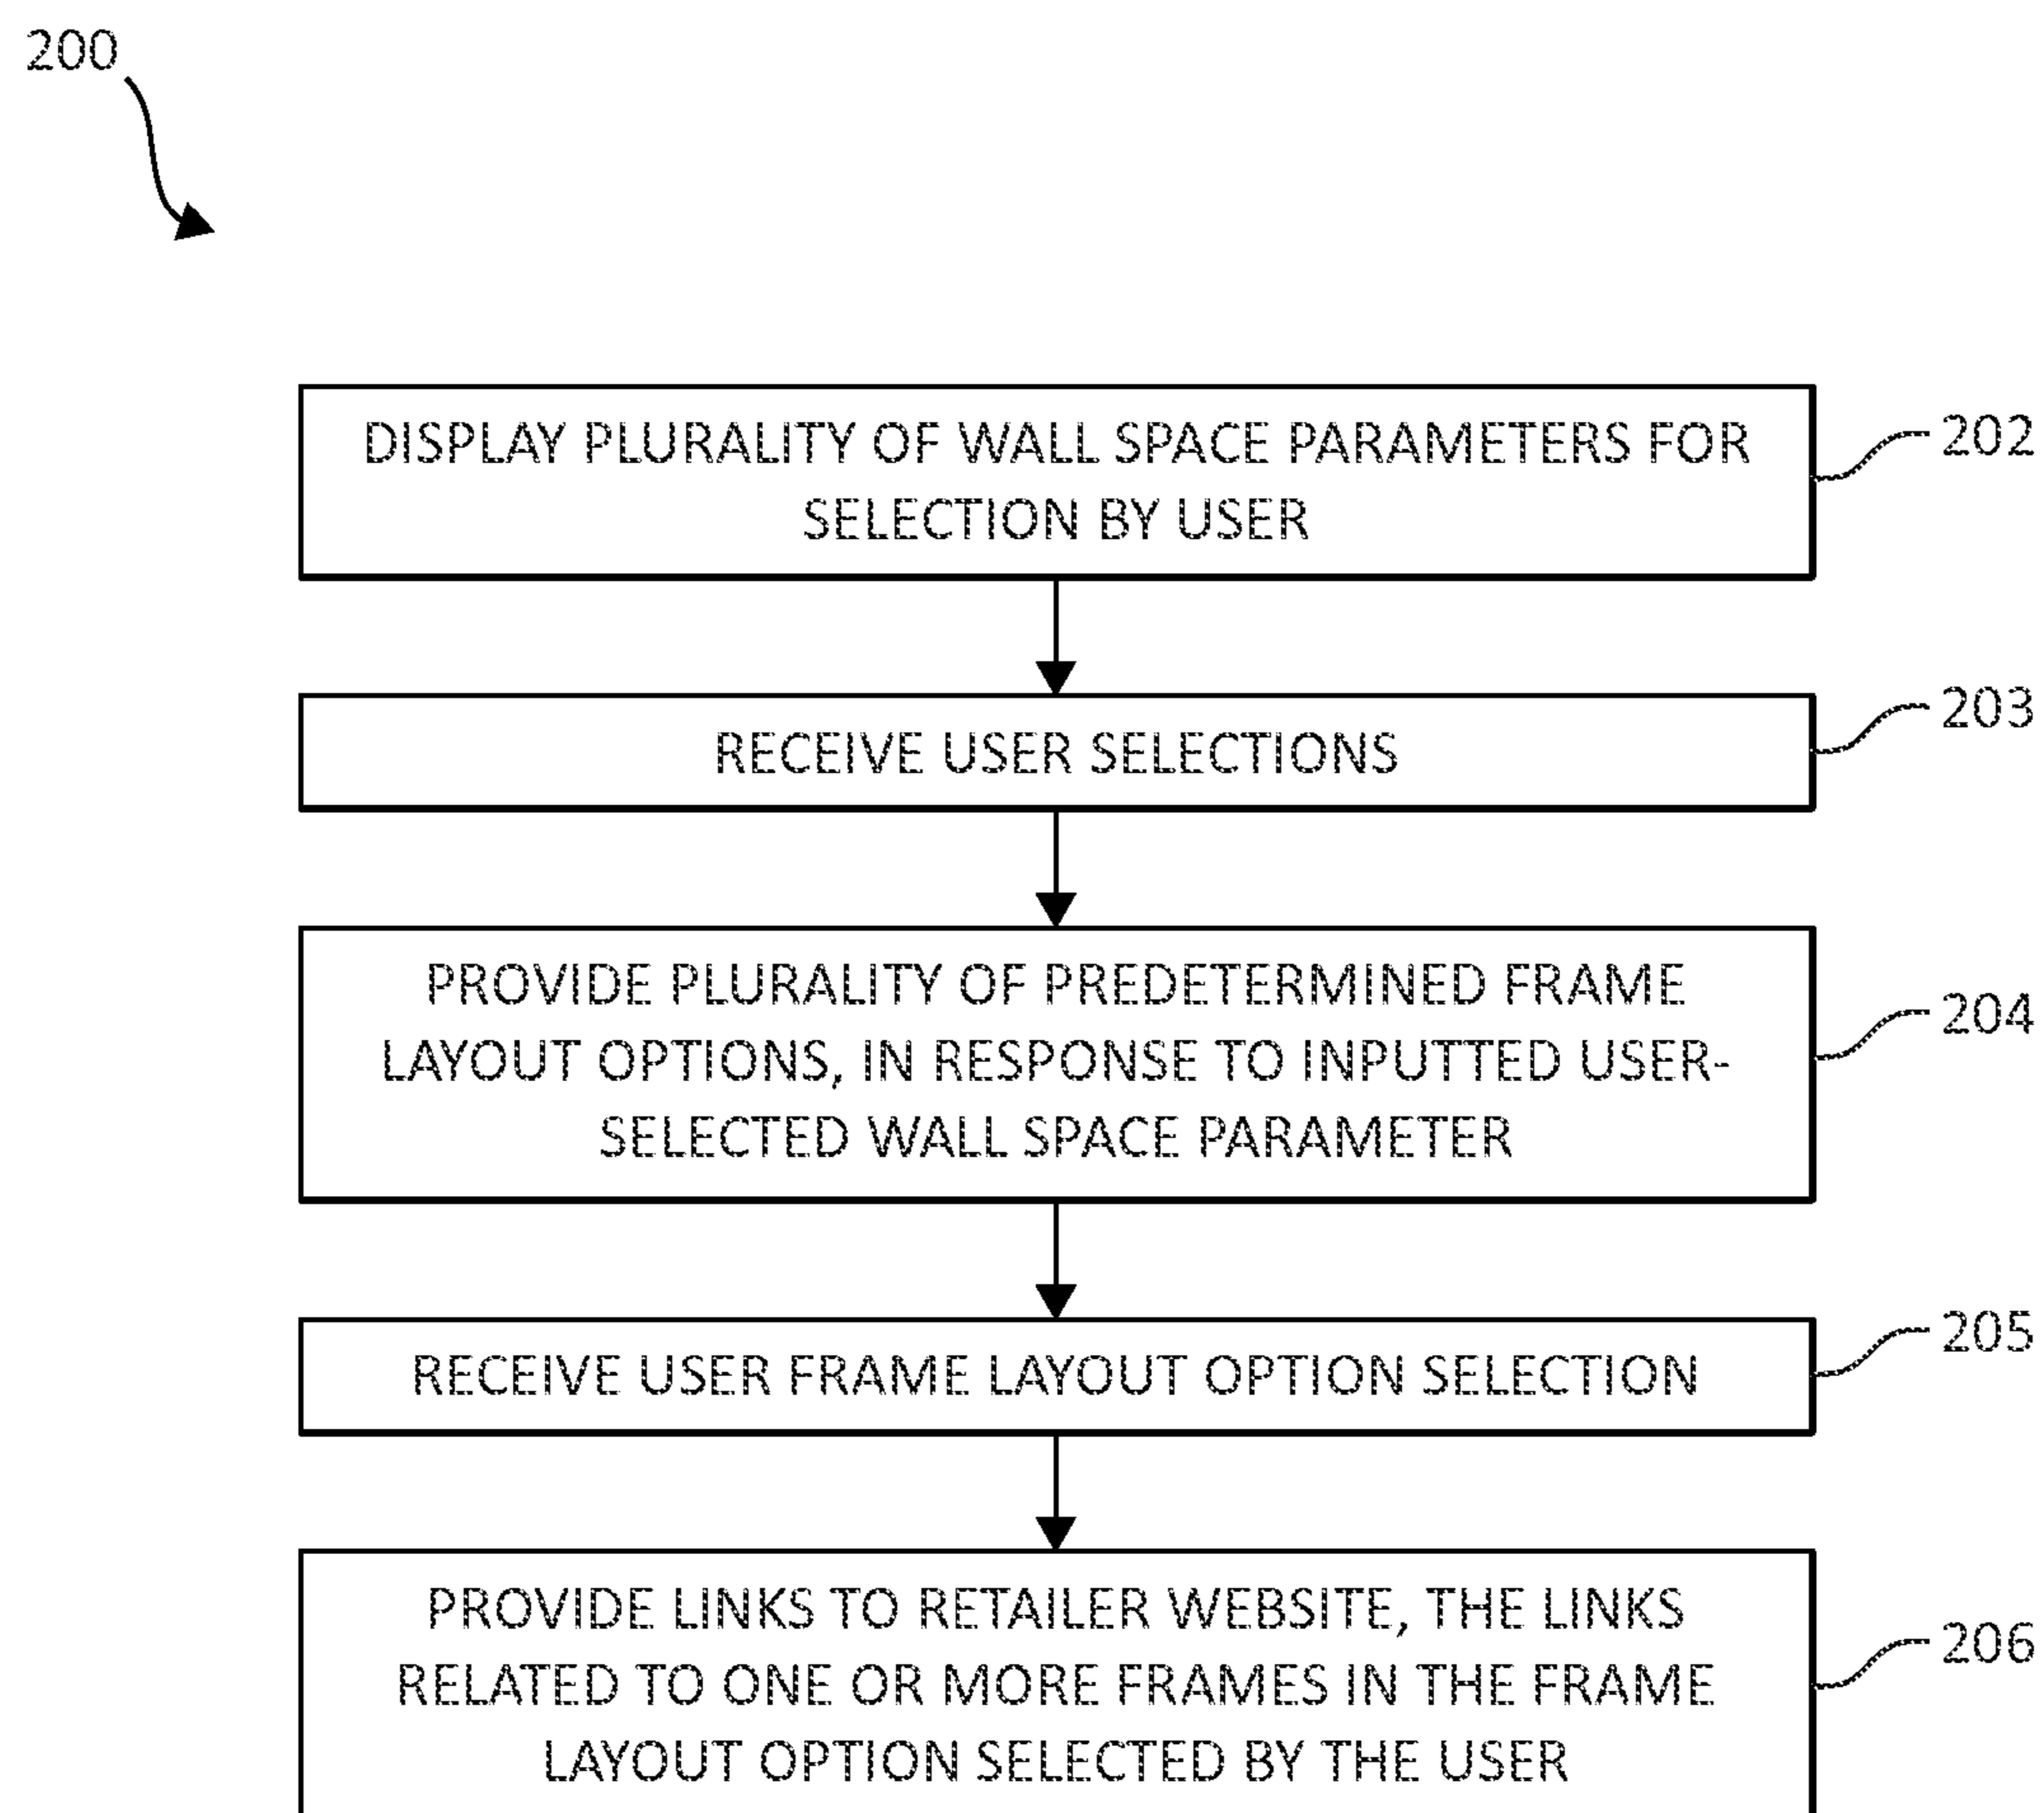 200
DISPLAY PLURALITY OF WALL SPACE PARAMETERS FOR
SELECTION BY USER
202
RECEIVE USER SELECTIONS
203
PROVIDE PLURALITY OF PREDETERMINED FRAME
LAYOUT OPTIONS, IN RESPONSE TO INPUTTED USER-
SELECTED WALL SPACE PARAMETER
204
RECEIVE USER FRAME LAYOUT OPTION SELECTION
205
PROVIDE LINKS TO RETAILER WEBSITE, THE LINKS
RELATED TO ONE OR MORE FRAMES IN THE FRAME
LAYOUT OPTION SELECTED BY THE USER
206